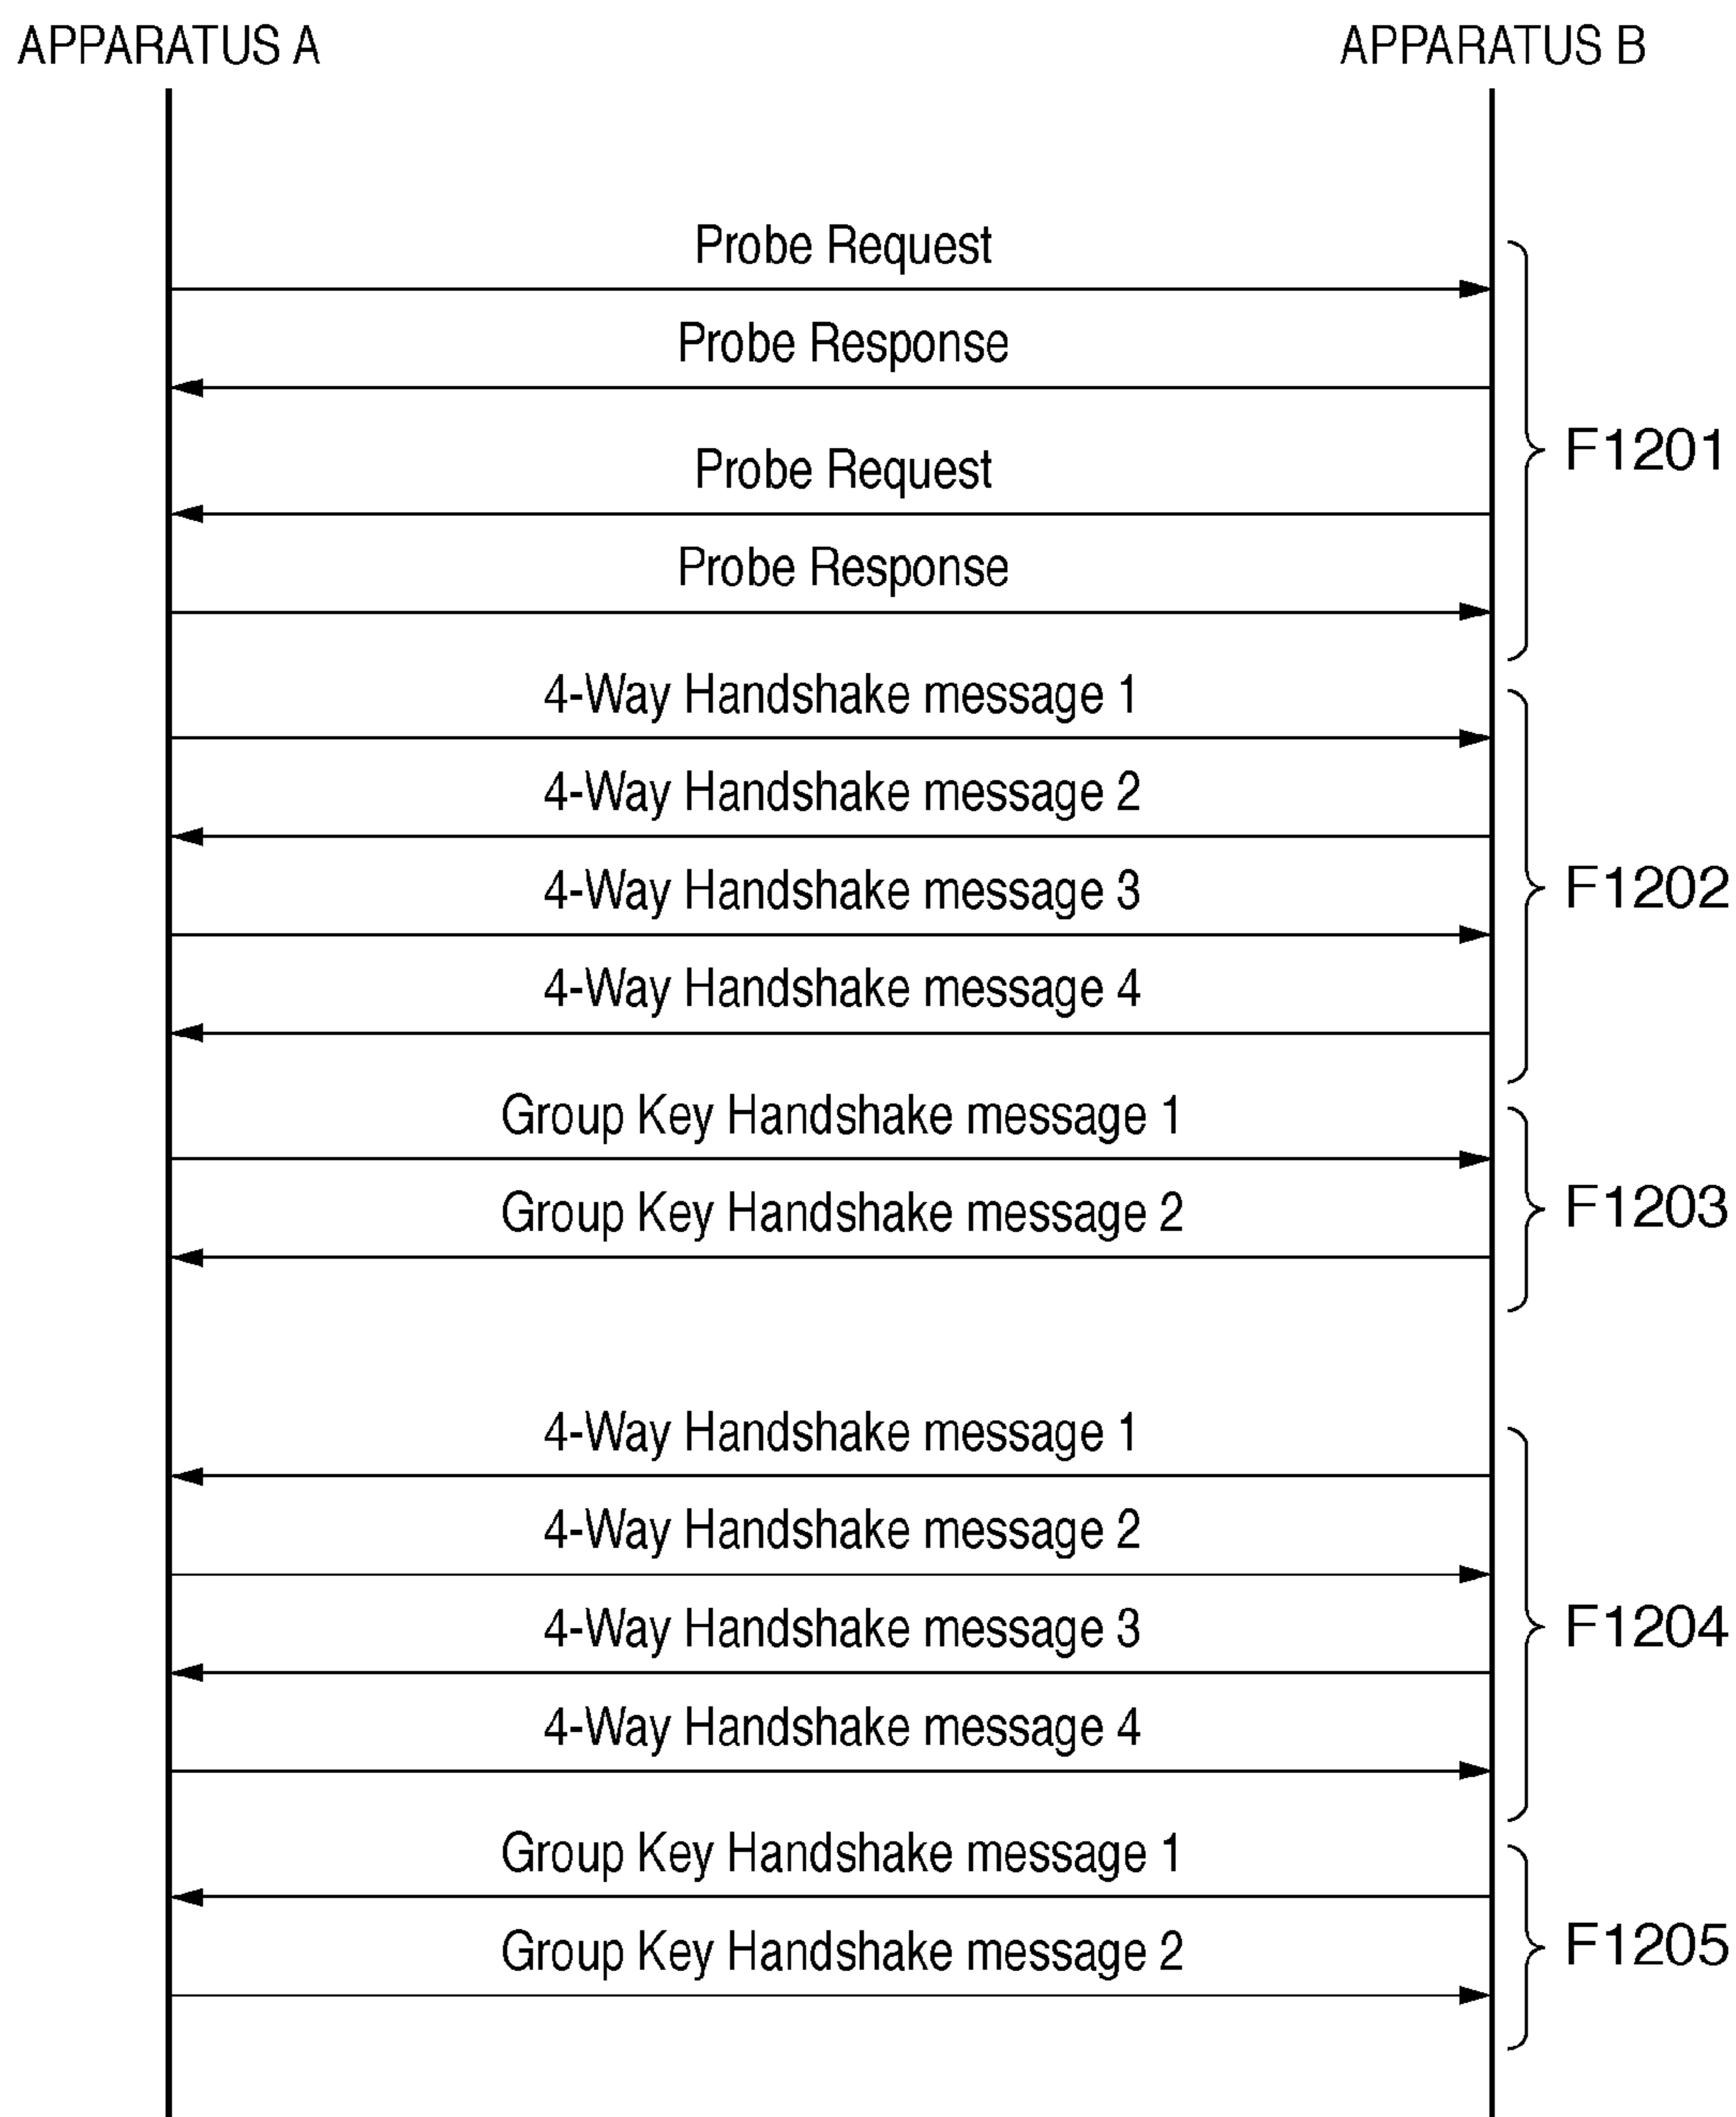 APPARATUS A
APPARATUS B
Probe Request
Probe Response
F1201
Probe Request
Probe Response
4-Way Handshake message 1
4-Way Handshake message 2
4-Way Handshake message 3
F1202
4-Way Handshake message 4
Group Key Handshake message 1
Group Key Handshake message 2
F1203
4-Way Handshake message 1
4-Way Handshake message 2
4-Way Handshake message 3
F1204
4-Way Handshake message 4
Group Key Handshake message 1
Group Key Handshake message 2
F1205